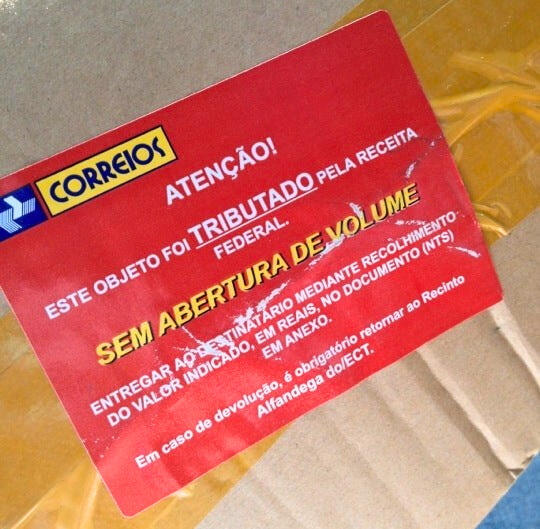 CORREIOS
ATENÇÃO!
ESTE OBJETO FOI TRIBUTADO PELA RECEITA
FEDERAL.
SEM ABERTURA DE VOLUME
ENTREGAR AO DESTINATÁRIO MEDIANTE RECOLHIMENTO
DO VALOR INDICADO, EM REAIS, NO DOCUMENTO (NTS)
EM ANEXO.
Em caso de devolução, é obrigatório retornar ao Recinto
Alfandega do/ECT.